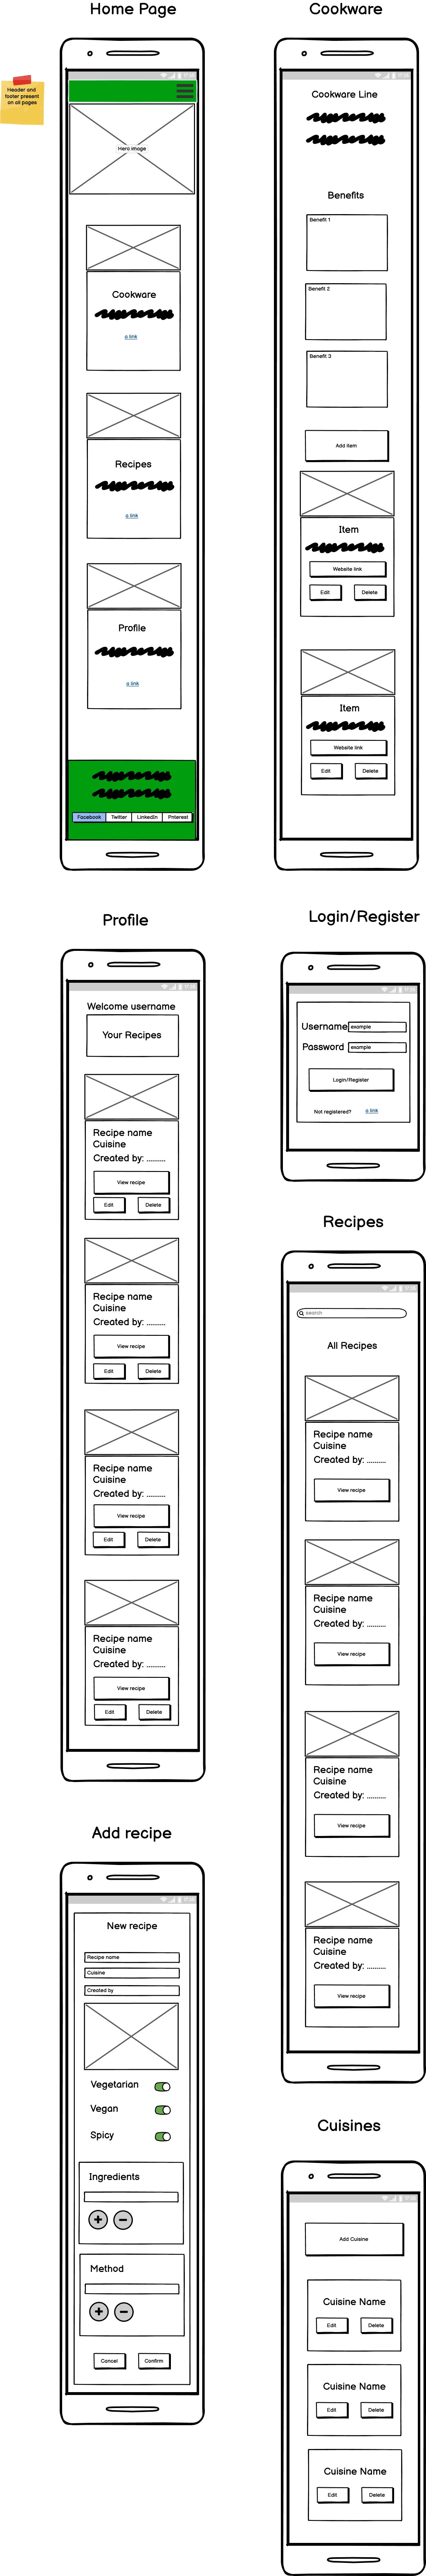 Home Page
Header and
footer present
on all pages
Hero image
Cookware
a link
Recipes
a link
Profile
a link
Facebook
Twitter
LinkedIn
Pnterest
Cookware
Cookware Line
Benefits
Benefit 1
Benefit 2
Benefit 3
Add item
Item
Website link
Edit
Delete
Item
Website link
Edit
Delete
Profile
Welcome username
Your Recipes
Recipe name
Cuisine
Created by: ..........
View recipe
Edit
Delete
Recipe name
Cuisine
Created by: ..........
View recipe
Edit
Delete
Recipe name
Cuisine
Created by: ..........
View recipe
Edit
Delete
Recipe name
Cuisine
Created by: ..........
View recipe
Edit
Delete
Login/Register
Username
example
Password
example
Login/Register
Not registered?
a link
Recipes
search
All Recipes
Recipe name
Cuisine
Created by: ..........
View recipe
Recipe name
Cuisine
Created by: ..........
View recipe
Recipe name
Cuisine
Created by: ..........
View recipe
Recipe name
Cuisine
Created by: ..........
View recipe
Add recipe
New recipe
Recipe name
Cuisine
Created by
Vegetarian
Vegan
Spicy
Ingredients
Method
Cancel
Confirm
Cuisines
Add Cuisine
Cuisine Name
Edit
Delete
Cuisine Name
Edit
Delete
Cuisine Name
Edit
Delete